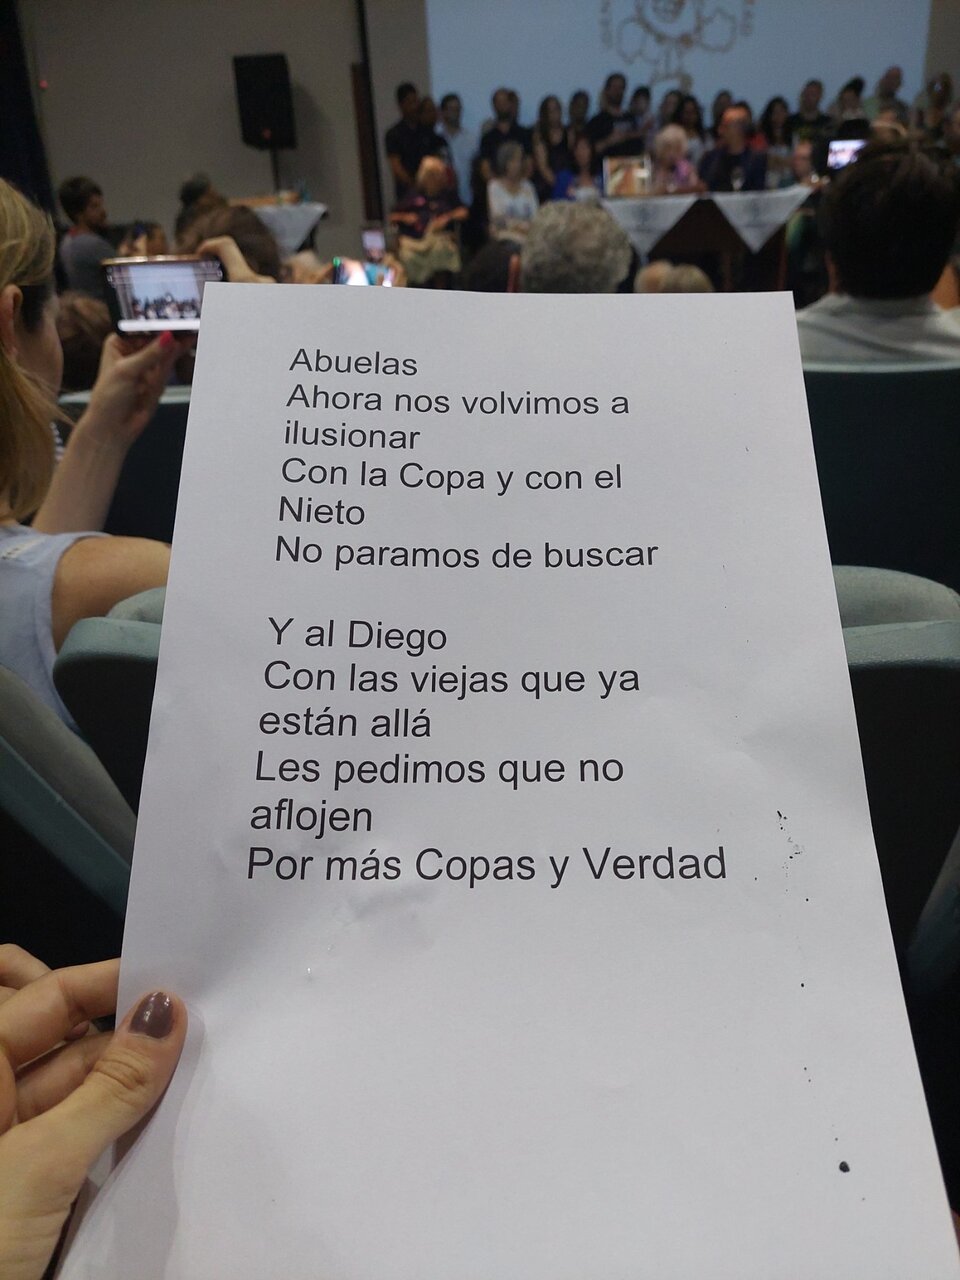 Abuelas
Ahora nos volvimos a
ilusionar
Con la Copa y con el
Nieto
No paramos de buscar
Y al Diego
Con las viejas que ya
están allá
Les pedimos que no
aflojen
Por más Copas y Verdad